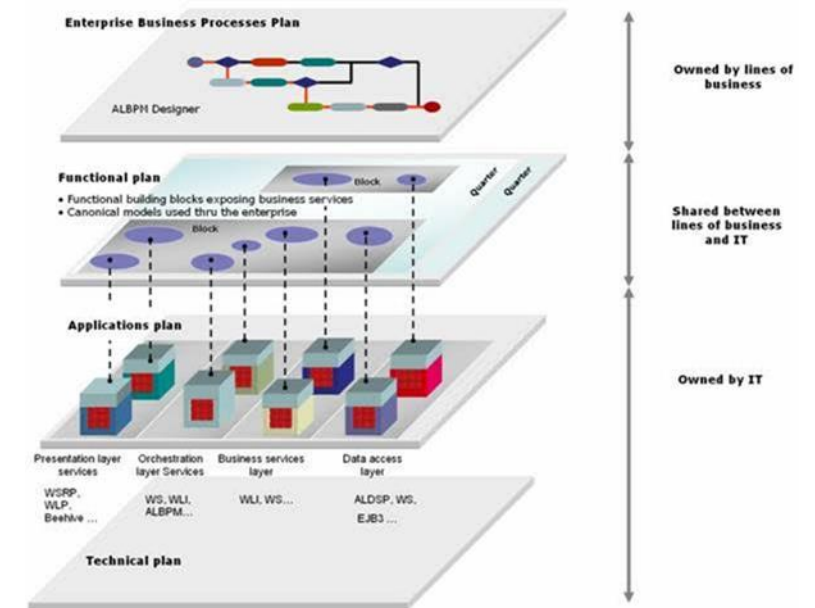 Enterprise Business Processes Plan
ALBPM Designer
Owned by lines of
business
Functional plan
• Functional building blocks exposing business services
• Canonical models used thru the enterprise
Block
Block
Quarter
Quarter
Shared between
lines of business
and IT
Applications plan
Owned by IT
Presentation layer
services
Orchestration
layer Services
Business services
layer
Data access
layer
WSRP,
WLP,
Beehive ...
WS, WLI,
ALBPM...
WLI, WS...
ALDSP, WS,
EJB3 ...
Technical plan